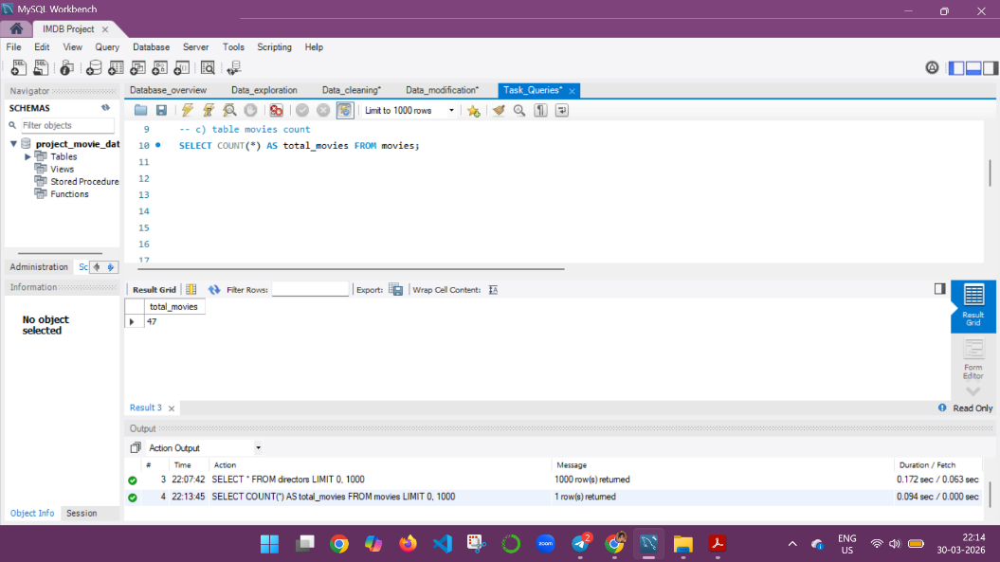 MySQL Workbench
IMDB Project
File Edit View Query Database Server Tools Scripting Help
Navigator
SCHEMAS
Filter objects
project_movie_dat
Tables
Views
Stored Procedure
Functions
Administration Sc
Information
No object
selected
Object Info Session
Database_overview Data_exploration Data_cleaning* Data_modification* Task_Queries*
Limit to 1000 rows
9 -- c) table movies count
10 SELECT COUNT(*) AS total_movies FROM movies;
11
12
13
14
15
16
17
Result Grid Filter Rows: Export: Wrap Cell Content:
total_movies
47
Result
Grid
Form
Editor
Result 3
Read Only
Output
Action Output
# Time Action Message Duration / Fetch
3 22:07:42 SELECT * FROM directors LIMIT 0, 1000 1000 row(s) returned 0.172 sec / 0.063 sec
4 22:13:45 SELECT COUNT(*) AS total_movies FROM movies LIMIT 0, 1000 1 row(s) returned 0.094 sec / 0.000 sec
zoom
2
ENG
US
22:14
30-03-2026